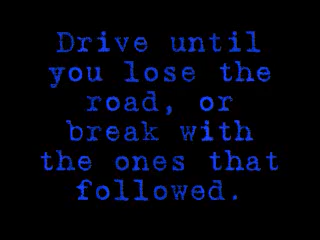 Drive until
you lose the
road, or
break with
the ones that
followed.